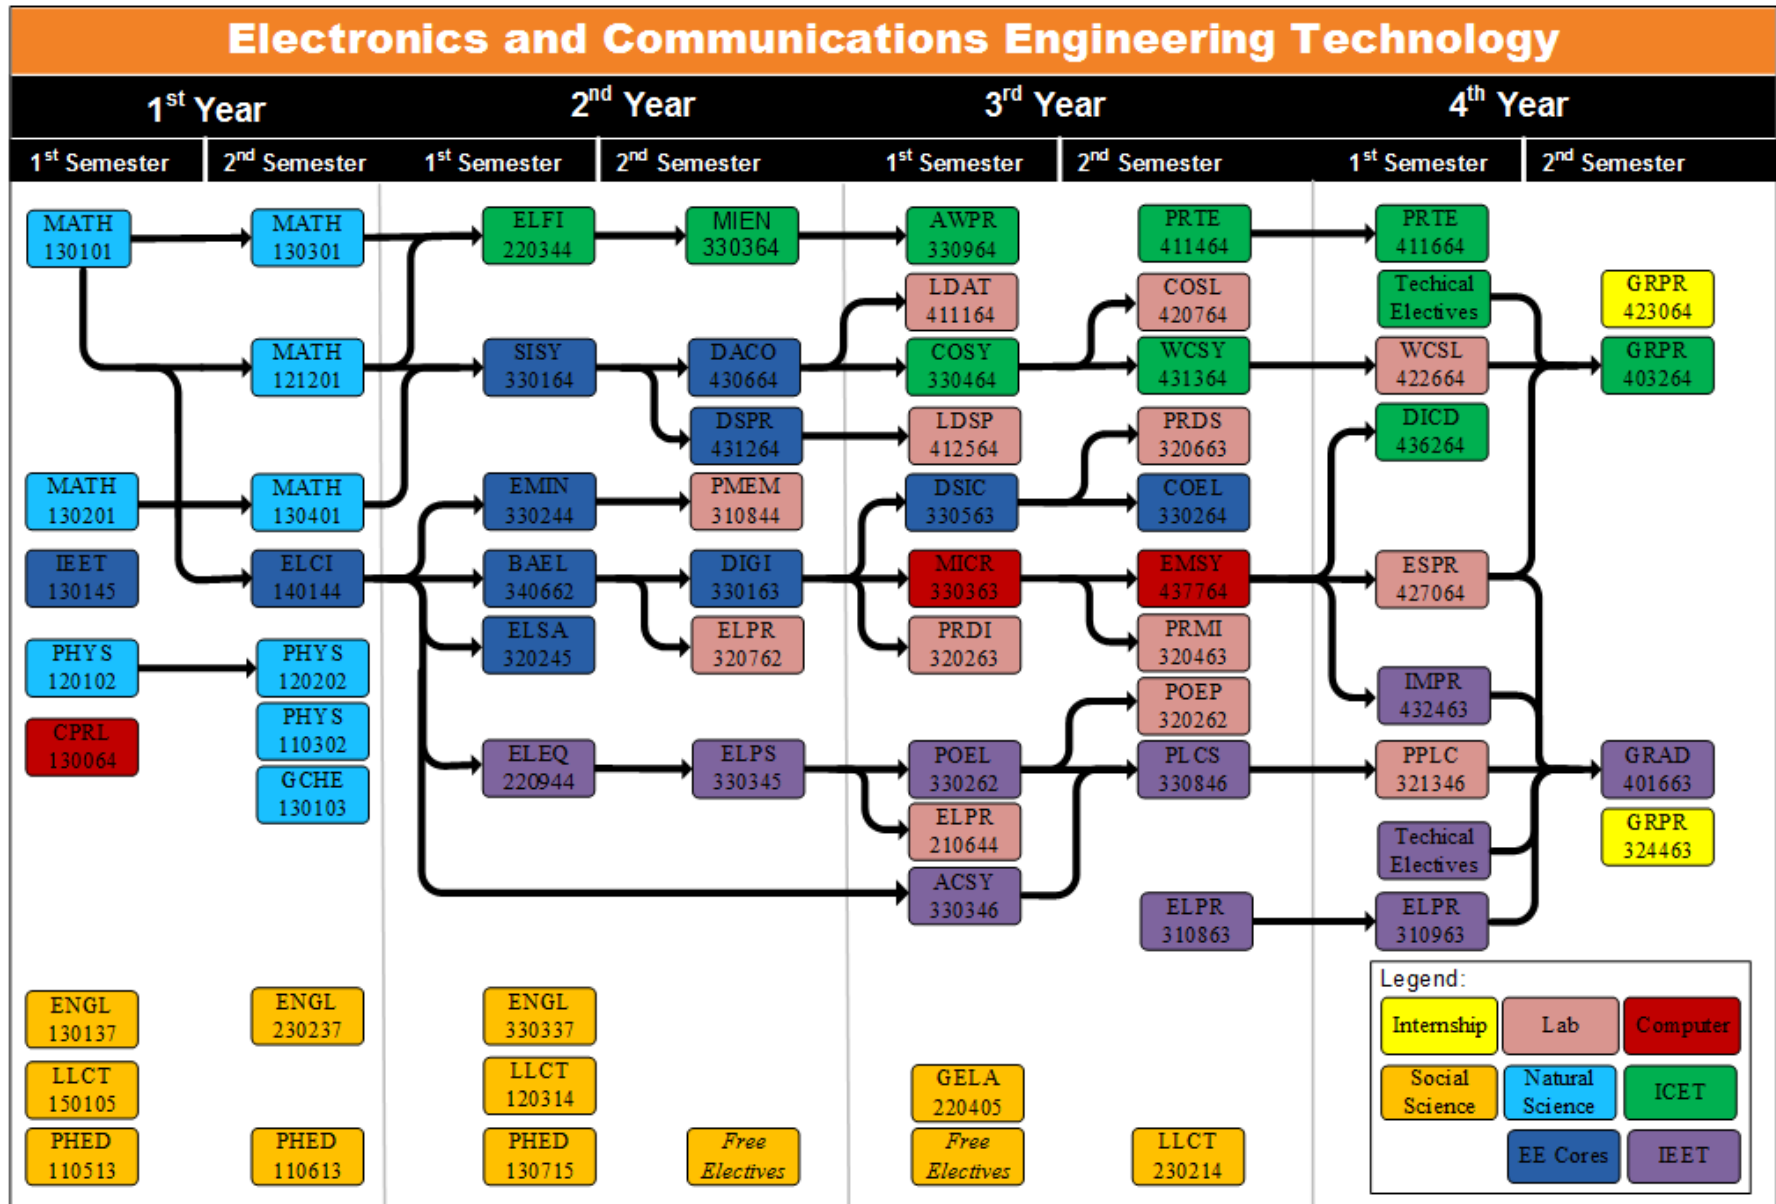 Electronics and Communications Engineering Technology
1st Year
2nd Year
3rd Year
4th Year
1st Semester
2nd Semester
1st Semester
2nd Semester
1st Semester
2nd Semester
1st Semester
2nd Semester
MATH
130101
MATH
130301
ELFI
220344
MIEN
330364
AWPR
330964
PRTE
411464
PRTE
411664
LDAT
411164
COSL
420764
Techical
Electives
GRPR
423064
MATH
121201
SISY
330164
DACO
430664
COSY
330464
WCSY
431364
WCSL
422664
GRPR
403264
DSPR
431264
LDSP
412564
PRDS
320663
DICD
436264
MATH
130201
MATH
130401
EMIN
330244
PMEM
310844
DSIC
330563
COEL
330264
IEET
130145
ELCI
140144
BAEL
340662
DIGI
330163
MICR
330363
EMSY
437764
ESPR
427064
PHYS
120102
PHYS
120202
ELSA
320245
ELPR
320762
PRDI
320263
PRMI
320463
IMPR
432463
CPRL
130064
PHYS
110302
POEP
320262
GCHE
130103
ELEQ
220944
ELPS
330345
POEL
330262
PLCS
330846
PPLC
321346
GRAD
401663
ELPR
210644
Techical
Electives
GRPR
324463
ACSY
330346
ELPR
310863
ELPR
310963
ENGL
130137
ENGL
230237
ENGL
330337
LLCT
150105
LLCT
120314
GELA
220405
PHED
110513
PHED
110613
PHED
130715
Free
Electives
Free
Electives
LLCT
230214
Legend:
Internship
Lab
Computer
Social
Science
Natural
Science
ICET
EE Cores
IEET